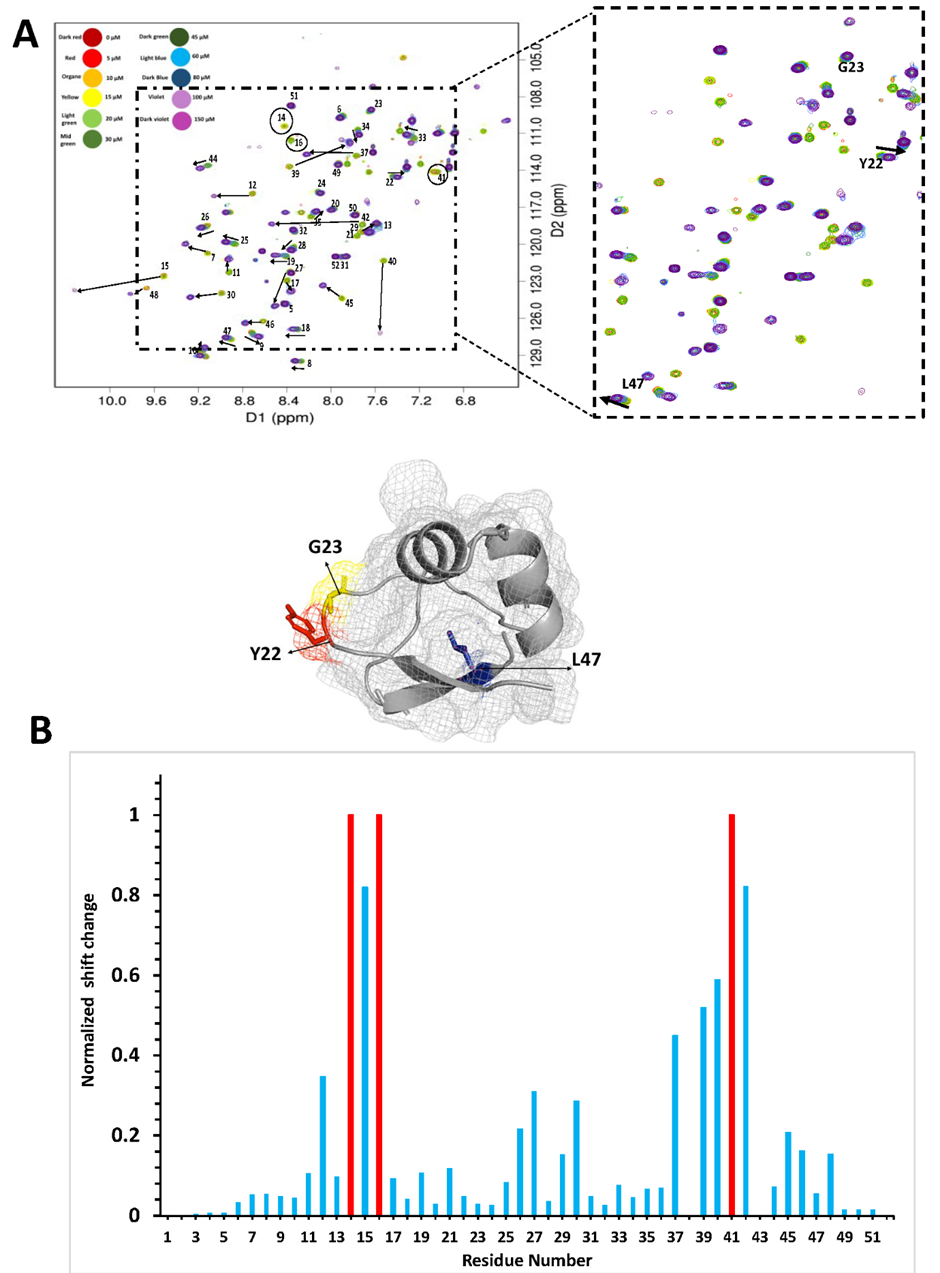 A
Dark red 0 µM
Red 5 µM
Organe 10 µM
Yellow 15 µM
Light green 20 µM
Mid green 30 µM
Dark green 45 µM
Light blue 60 µM
Dark Blue 80 µM
Violet 100 µM
Dark violet 150 µM
51
14
16
6
23
34
33
37
39
49
22
41
44
12
24
20
35
50
42
29
21
13
26
25
32
28
19
7
11
27
17
52 31
40
15
48
30
45
5
46
18
47
9
10
8
105.0
108.0
111.0
114.0
117.0
120.0
123.0
126.0
129.0
D2 (ppm)
10.0 9.6 9.2 8.8 8.4 8.0 7.6 7.2 6.8
D1 (ppm)
G23
Y22
L47
G23
Y22
L47
B
Normalized shift change
1
0.8
0.6
0.4
0.2
0
1 3 5 7 9 11 13 15 17 19 21 23 25 27 29 31 33 35 37 39 41 43 45 47 49 51
Residue Number